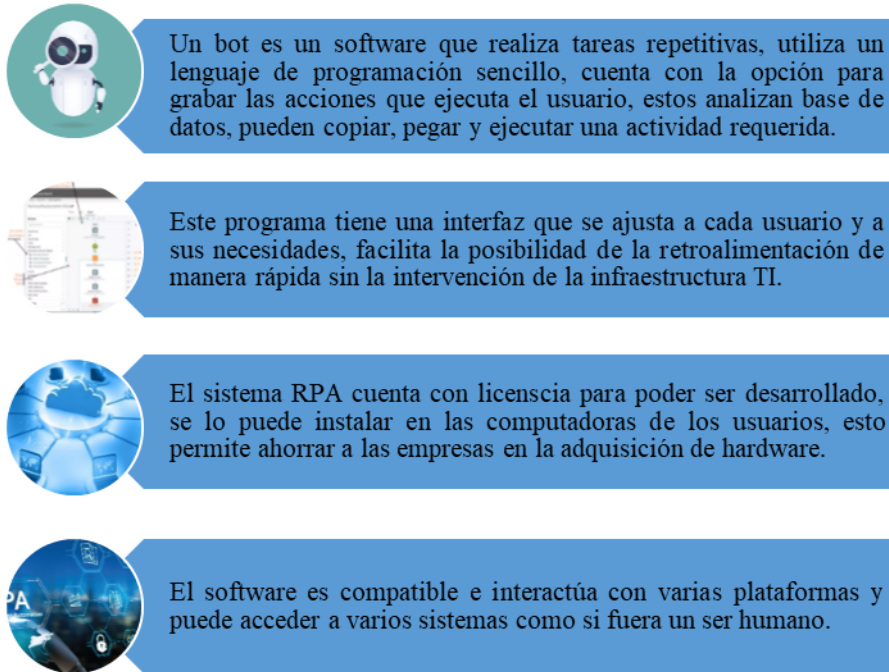 Un bot es un software que realiza tareas repetitivas, utiliza un
lenguaje de programación sencillo, cuenta con la opción para
grabar las acciones que ejecuta el usuario, estos analizan base de
datos, pueden copiar, pegar y ejecutar una actividad requerida.
Este programa tiene una interfaz que se ajusta a cada usuario y a
sus necesidades, facilita la posibilidad de la retroalimentación de
manera rápida sin la intervención de la infraestructura TI.
El sistema RPA cuenta con licenscia para poder ser desarrollado,
se lo puede instalar en las computadoras de los usuarios, esto
permite ahorrar a las empresas en la adquisición de hardware.
PA
El software es compatible e interactúa con varias plataformas y
puede acceder a varios sistemas como si fuera un ser humano.